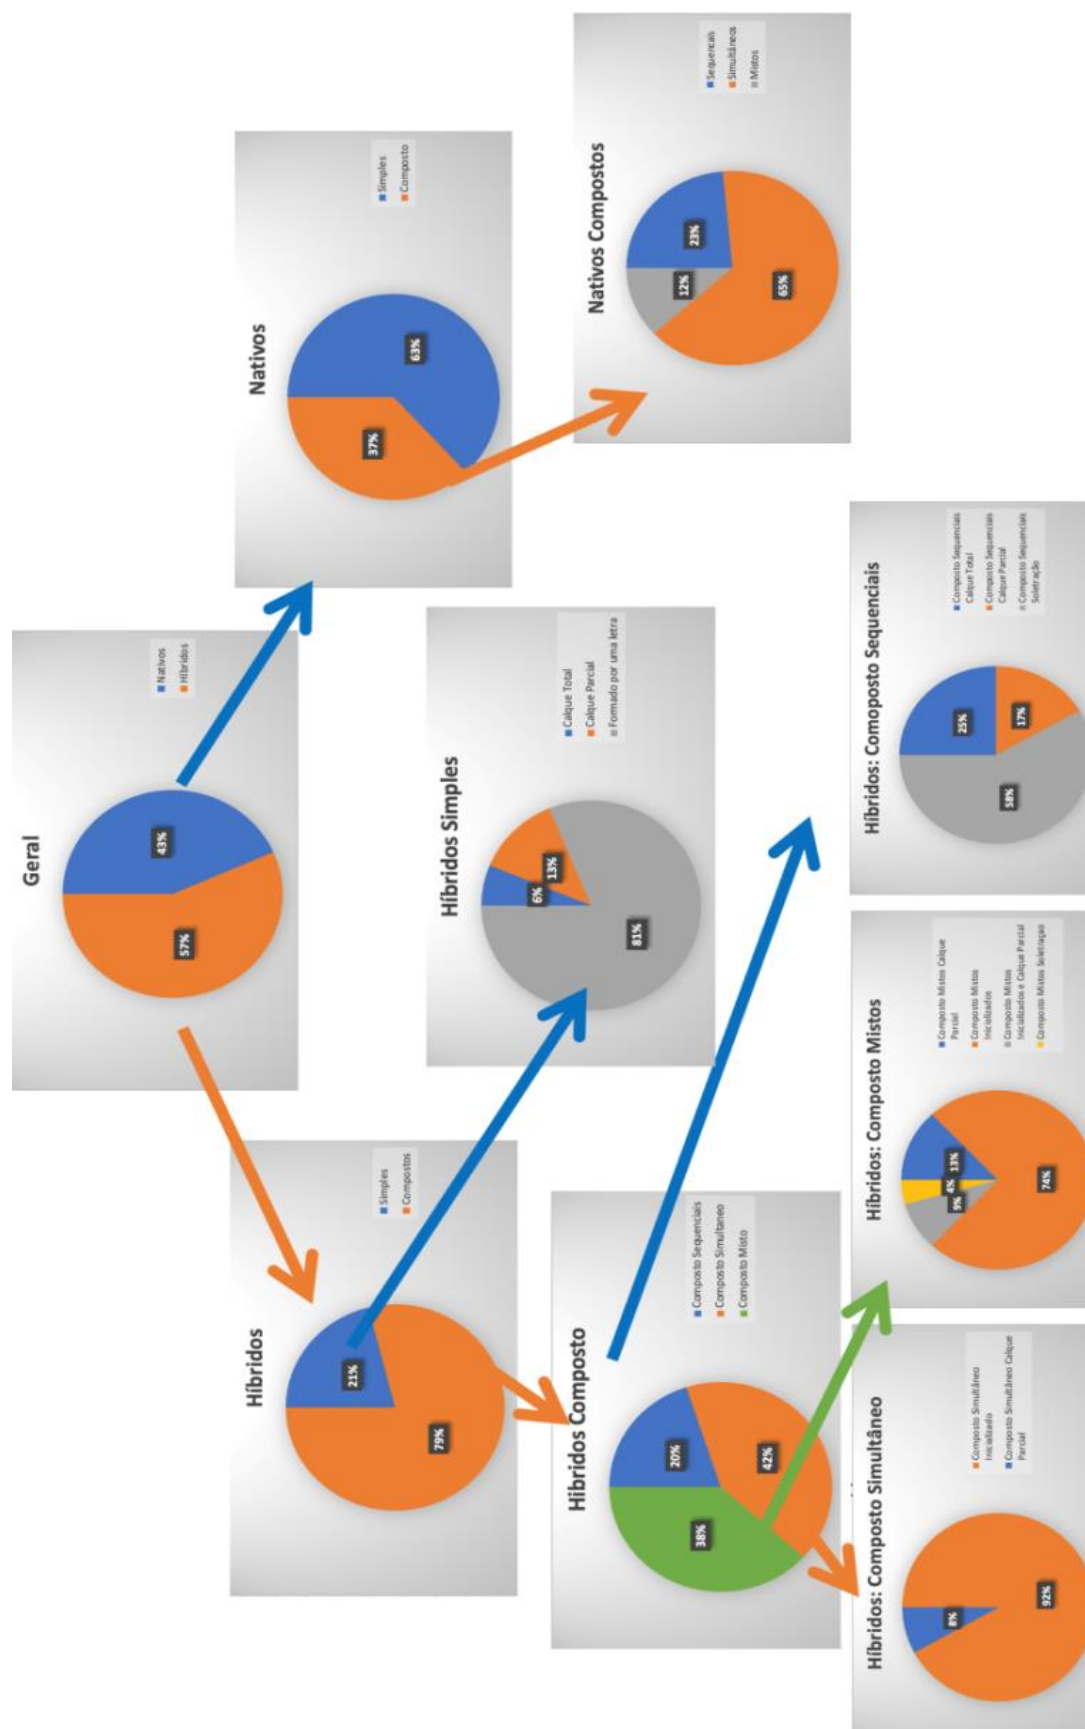 Geral
43%
57%
Nativos
Híbridos
Híbridos
21%
79%
Simples
Compostos
Nativos
63%
37%
Simples
Composto
Híbridos Simples
6%
13%
81%
Calque Total
Calque Parcial
Formado por uma letra
Nativos Compostos
23%
65%
12%
Sequencais
Simultâneos
Mistos
Hibridos Composto
20%
42%
38%
Composto Sequenciais
Composto Simultaneo
Composto Misto
Híbridos: Composto Simultâneo
8%
92%
Composto Simultâneo
Inicializado
Composto Simultâneo Calque
Parcial
Híbridos: Composto Mistos
13%
74%
9%
4%
Composto Mistos Calque
Parcial
Composto Mistos
Inicializados
Composto Mistos
Inicializados e Calque Parcial
Composto Mistos Soletraçao
Híbridos: Comoposto Sequenciais
25%
17%
58%
Composto Sequenciais
Calque Total
Composto Sequenciais
Calque Parcial
Composto Sequenciais
Soletração